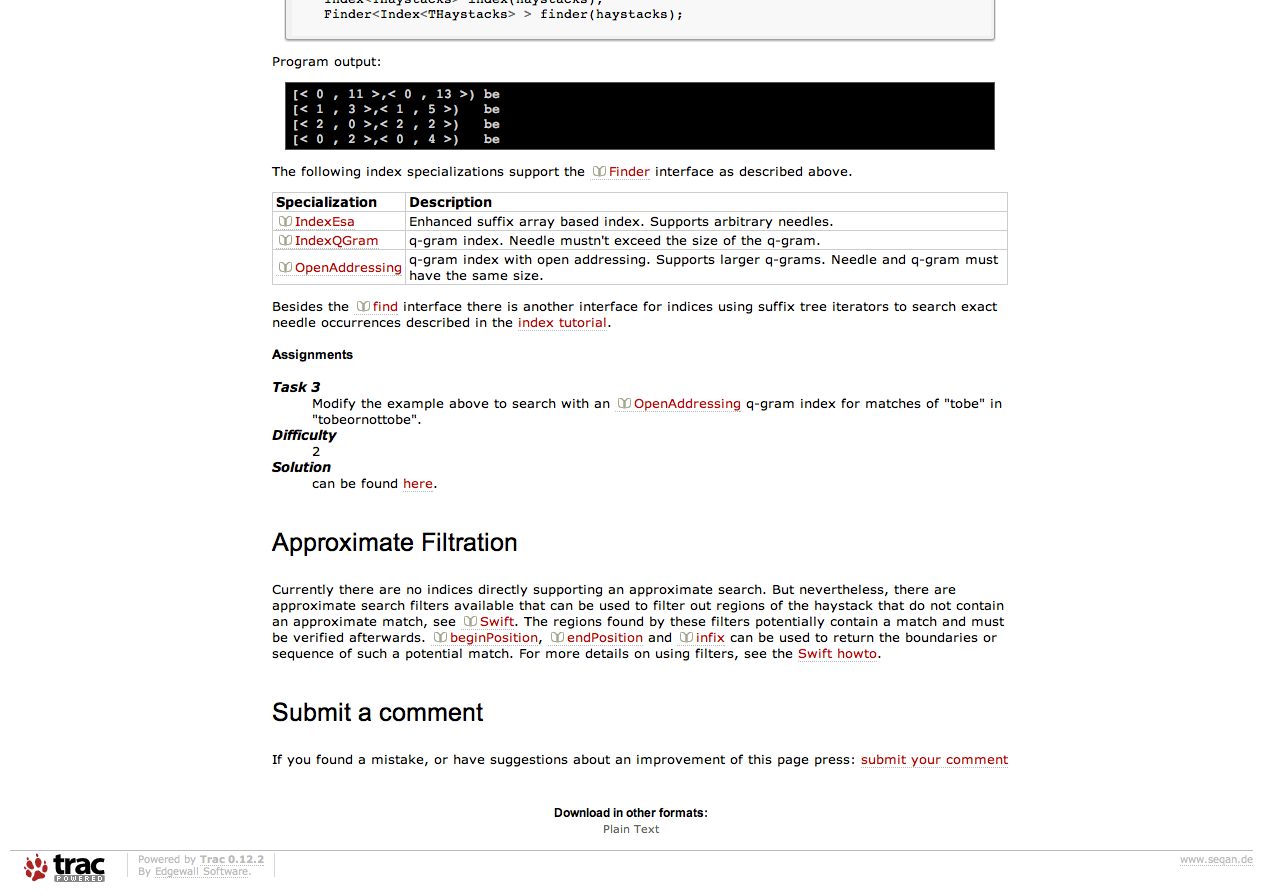 Index<THaystacks> index(haystacks);
Finder<Index<THaystacks> > finder(haystacks);
Program output:
[< 0 , 11 >,< 0 , 13 >) be
[< 1 , 3 >,< 1 , 5 >)   be
[< 2 , 0 >,< 2 , 2 >)   be
[< 0 , 2 >,< 0 , 4 >)   be
The following index specializations support the Finder interface as described above.
Specialization Description
IndexEsa Enhanced suffix array based index. Supports arbitrary needles.
IndexQGram q-gram index. Needle mustn't exceed the size of the q-gram.
OpenAddressing q-gram index with open addressing. Supports larger q-grams. Needle and q-gram must
have the same size.
Besides the find interface there is another interface for indices using suffix tree iterators to search exact
needle occurrences described in the index tutorial.
Assignments
Task 3
Modify the example above to search with an OpenAddressing q-gram index for matches of "tobe" in
"tobeornottobe".
Difficulty
2
Solution
can be found here.
Approximate Filtration
Currently there are no indices directly supporting an approximate search. But nevertheless, there are
approximate search filters available that can be used to filter out regions of the haystack that do not contain
an approximate match, see Swift. The regions found by these filters potentially contain a match and must
be verified afterwards. beginPosition, endPosition and infix can be used to return the boundaries or
sequence of such a potential match. For more details on using filters, see the Swift howto.
Submit a comment
If you found a mistake, or have suggestions about an improvement of this page press: submit your comment
Download in other formats:
Plain Text
trac
POWERED
Powered by Trac 0.12.2
By Edgewall Software.
www.seqan.de